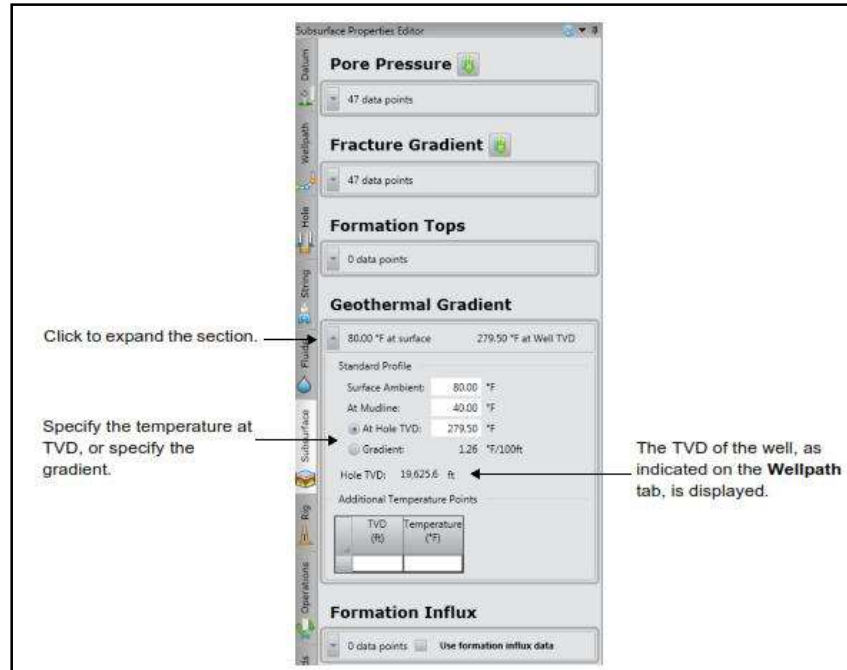 Subsurface Properties Editor
Datum
Wellpath
Hole
String
Fluids
Subsurface
Rig
Operations
ds
Pore Pressure
47 data points
Fracture Gradient
47 data points
Formation Tops
0 data points
Geothermal Gradient
80.00 °F at surface 279.50 °F at Well TVD
Standard Profile
Surface Ambient: 80.00 °F
At Mudline: 40.00 °F
At Hole TVD: 279.50 °F
Gradient: 1.26 °F/100ft
Hole TVD: 19,625.6 ft
Additional Temperature Points
TVD Temperature
(ft) (°F)
Formation Influx
0 data points Use formation influx data
Click to expand the section.
Specify the temperature at
TVD, or specify the
gradient.
The TVD of the well, as
indicated on the Wellpath
tab, is displayed.